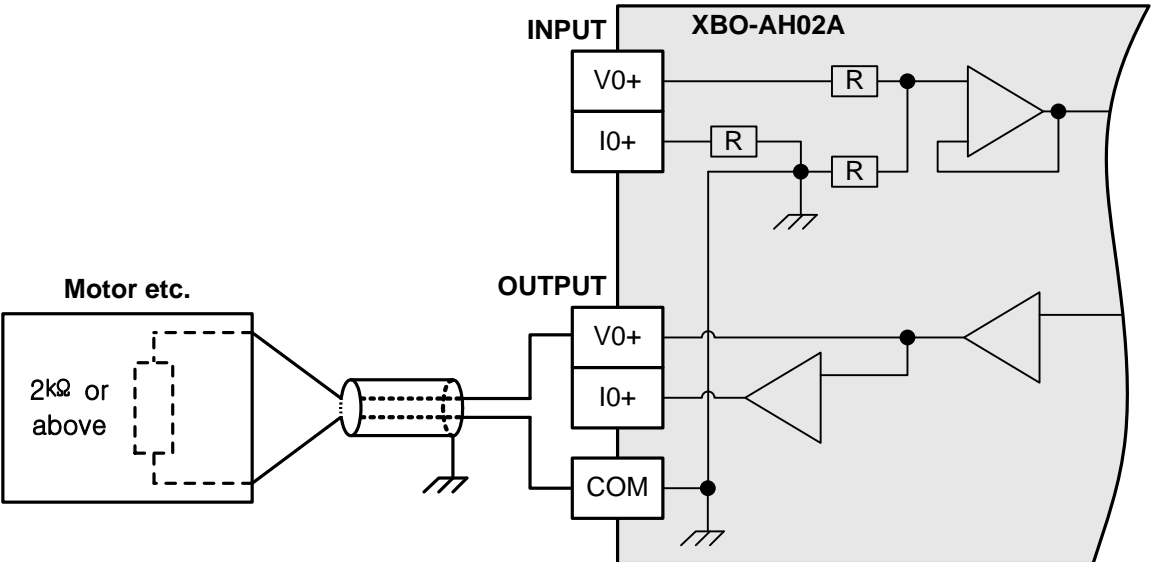 INPUT
XBO-AH02A
V0+
R
I0+
R
R
OUTPUT
Motor etc.
V0+
2kΩ or
above
I0+
COM